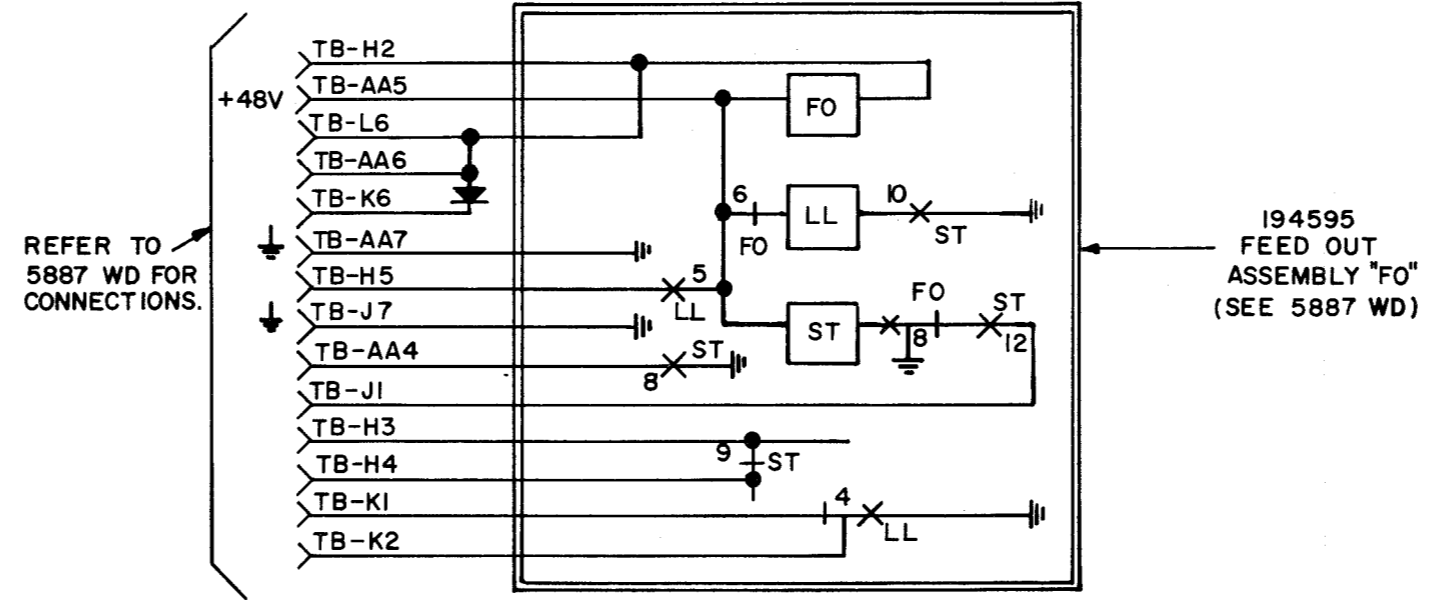 TB-H2
TB-AA5
+48V
FO
TB-L6
TB-AA6
TB-K6
6
FO
LL
10
ST
TB-AA7
TB-H5
5
LL
TB-J7
ST
FO
8
ST
12
TB-AA4
8
ST
TB-J1
TB-H3
9
ST
TB-H4
TB-K1
4
LL
TB-K2
REFER TO
5887 WD FOR
CONNECTIONS.
194595
FEED OUT
ASSEMBLY "FO"
(SEE 5887 WD)